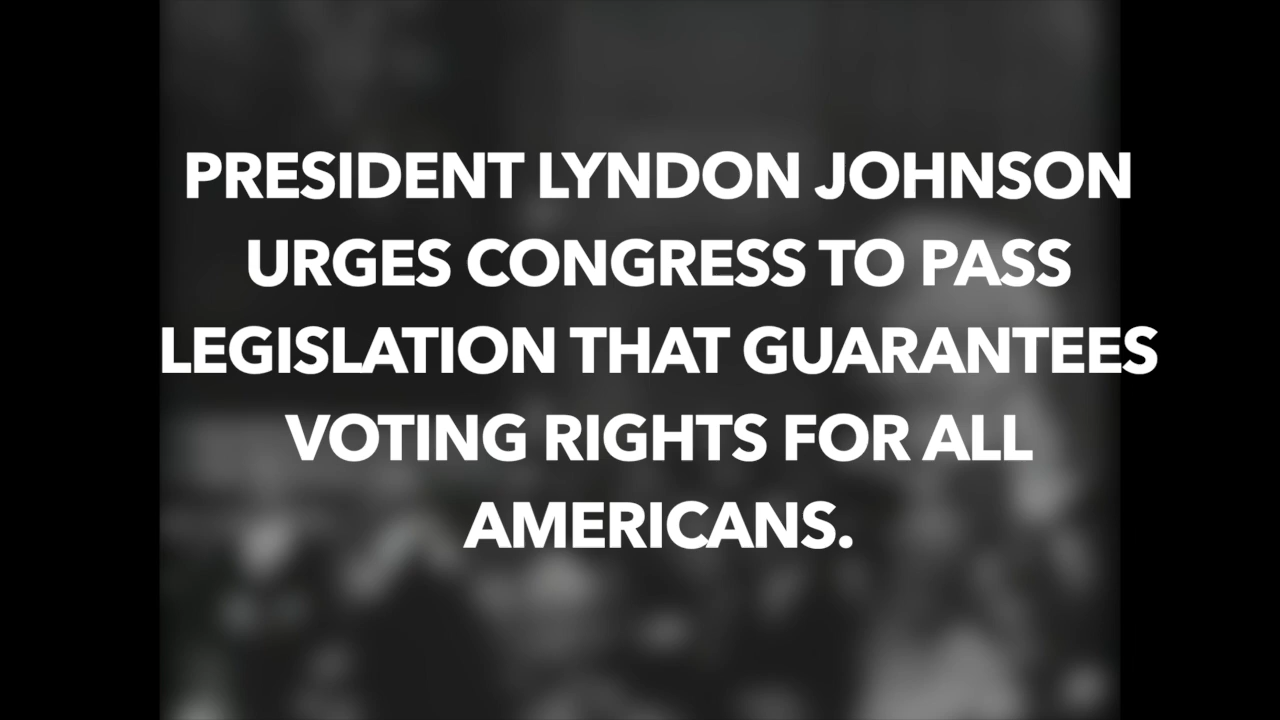 PRESIDENT LYNDON JOHNSON
URGES CONGRESS TO PASS
LEGISLATION THAT GUARANTEES
VOTING RIGHTS FOR ALL
AMERICANS.